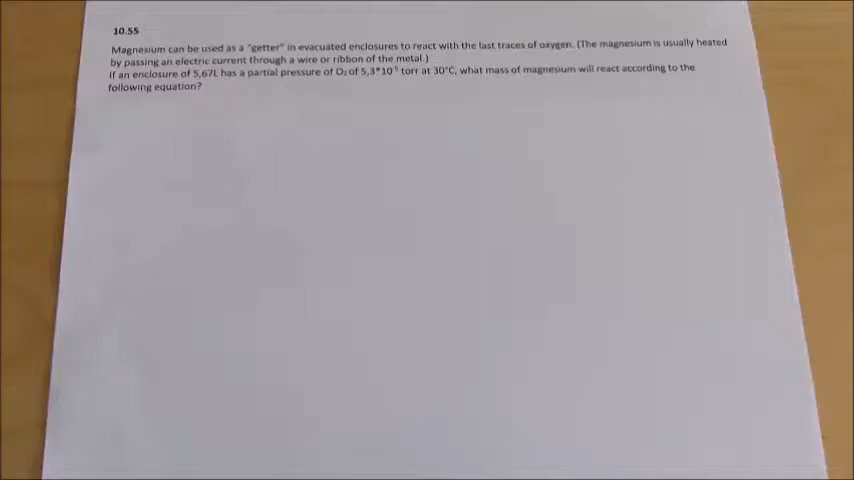 10.55
Magnesium can be used as a "getter" in evacuated enclosures to react with the last traces of oxygen. (The magnesium is usually heated
by passing an electric current through a wire or ribbon of the metal.)
If an enclosure of 5,67L has a partial pressure of O₂ of 5,3*10⁻⁵ torr at 30°C, what mass of magnesium will react according to the
following equation?